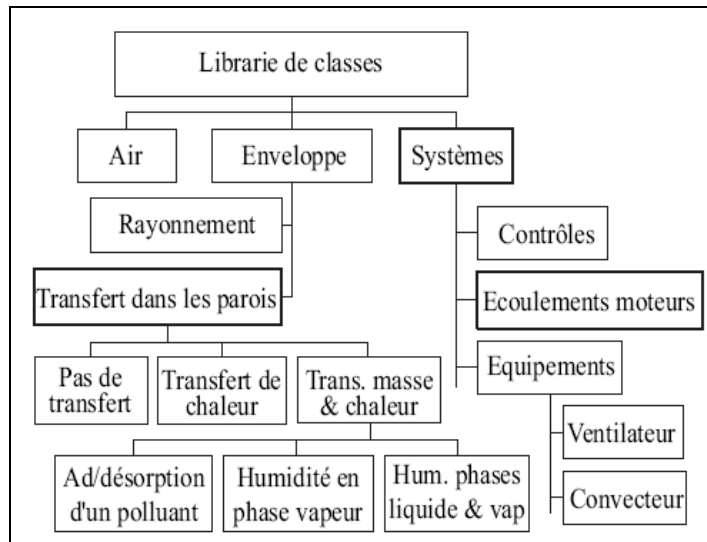 Librarie de classes
Air
Enveloppe
Systèmes
Rayonnement
Contrôles
Transfert dans les parois
Ecoulements moteurs
Pas de
transfert
Transfert de
chaleur
Trans. masse
& chaleur
Equipements
Ventilateur
Ad/désorption
d'un polluant
Humidité en
phase vapeur
Hum. phases
liquide & vap
Convecteur